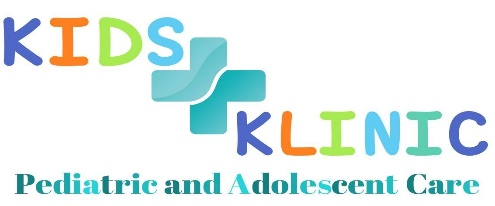 KIDS
KLINIC
Pediatric and Adolescent Care